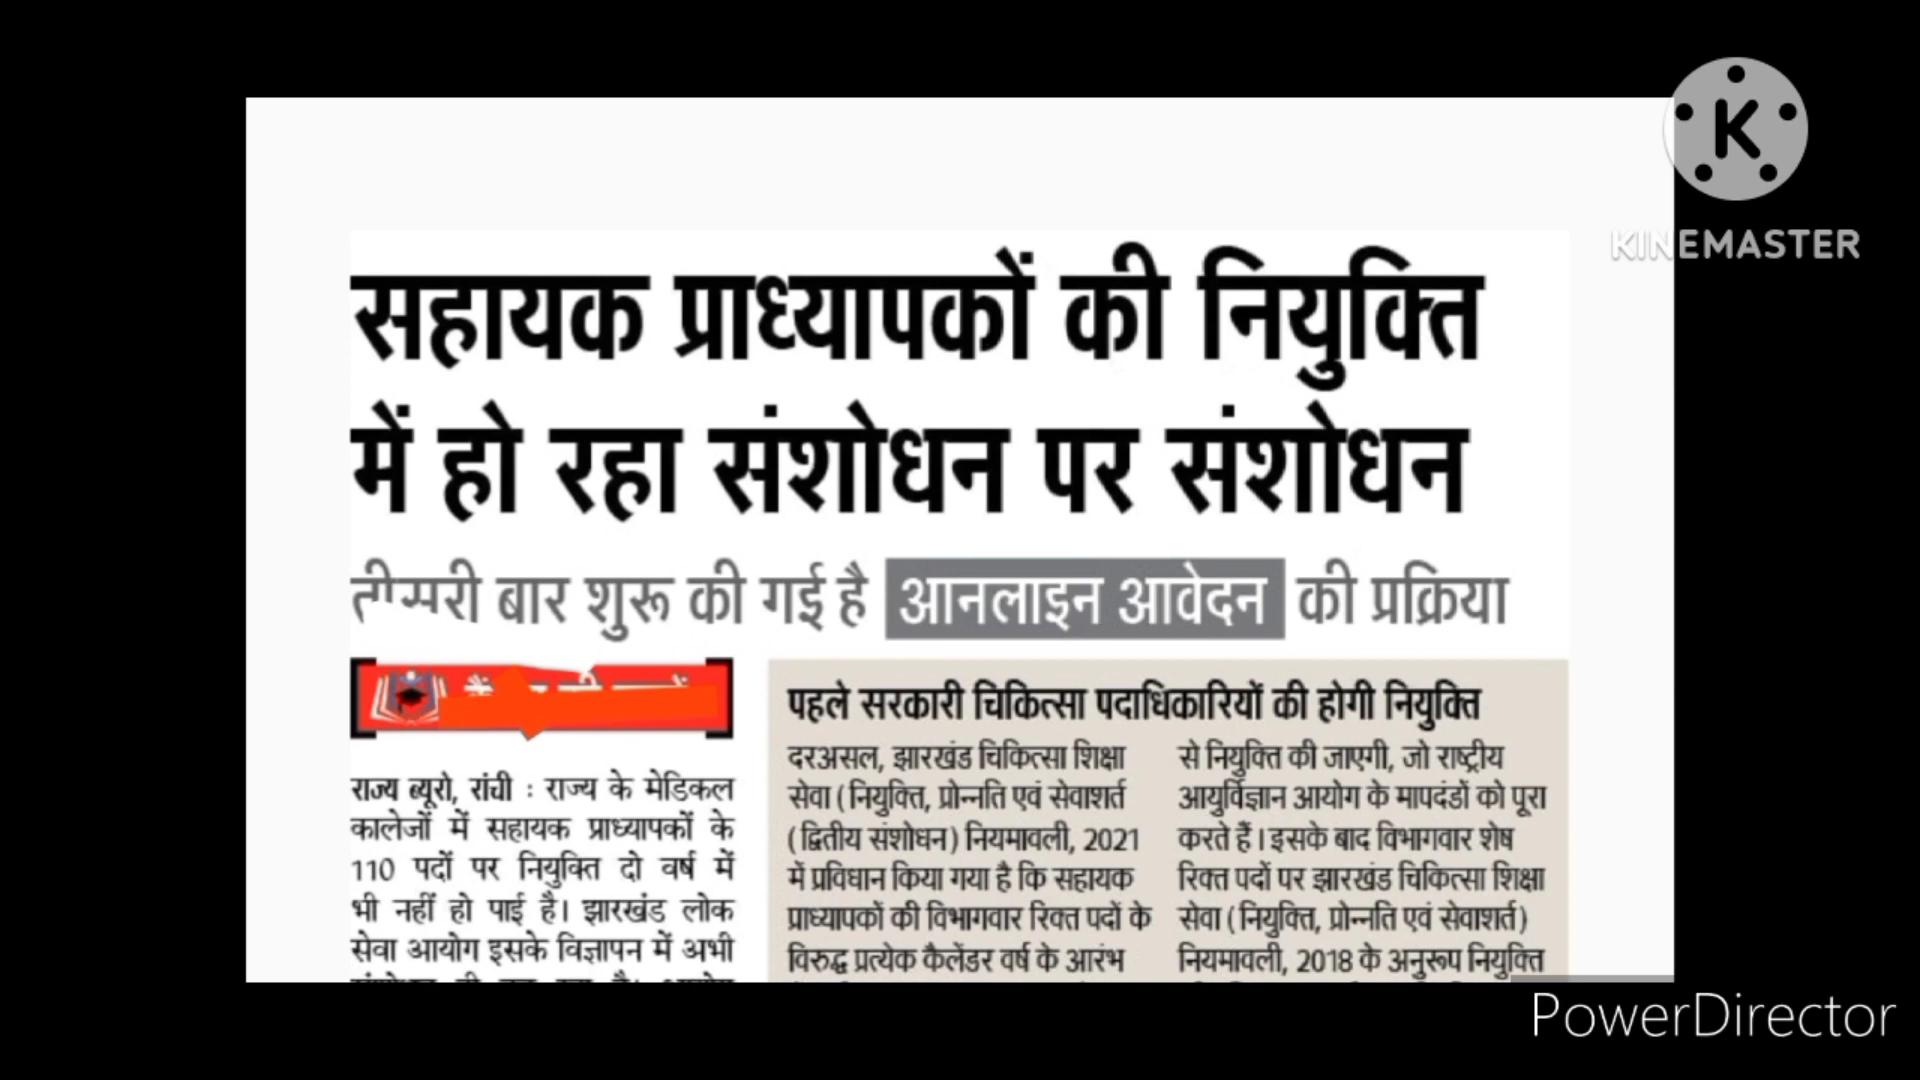 KINEMASTER
सहायक प्राध्यापकों की नियुक्ति
में हो रहा संशोधन पर संशोधन
तीसरी बार शुरू की गई है आनलाइन आवेदन की प्रक्रिया
राज्य ब्यूरो, रांची : राज्य के मेडिकल
कालेजों में सहायक प्राध्यापकों के
110 पदों पर नियुक्ति दो वर्ष में
भी नहीं हो पाई है। झारखंड लोक
सेवा आयोग इसके विज्ञापन में अभी
पहले सरकारी चिकित्सा पदाधिकारियों की होगी नियुक्ति
दरअसल, झारखंड चिकित्सा शिक्षा
सेवा (नियुक्ति, प्रोन्नति एवं सेवाशर्त
(द्वितीय संशोधन) नियमावली, 2021
में प्रविधान किया गया है कि सहायक
प्राध्यापकों की विभागवार रिक्त पदों के
विरुद्ध प्रत्येक कैलेंडर वर्ष के आरंभ
से नियुक्ति की जाएगी, जो राष्ट्रीय
आयुर्विज्ञान आयोग के मापदंडों को पूरा
करते हैं। इसके बाद विभागवार शेष
रिक्त पदों पर झारखंड चिकित्सा शिक्षा
सेवा (नियुक्ति, प्रोन्नति एवं सेवाशर्त)
नियमावली, 2018 के अनुरूप नियुक्ति
PowerDirector